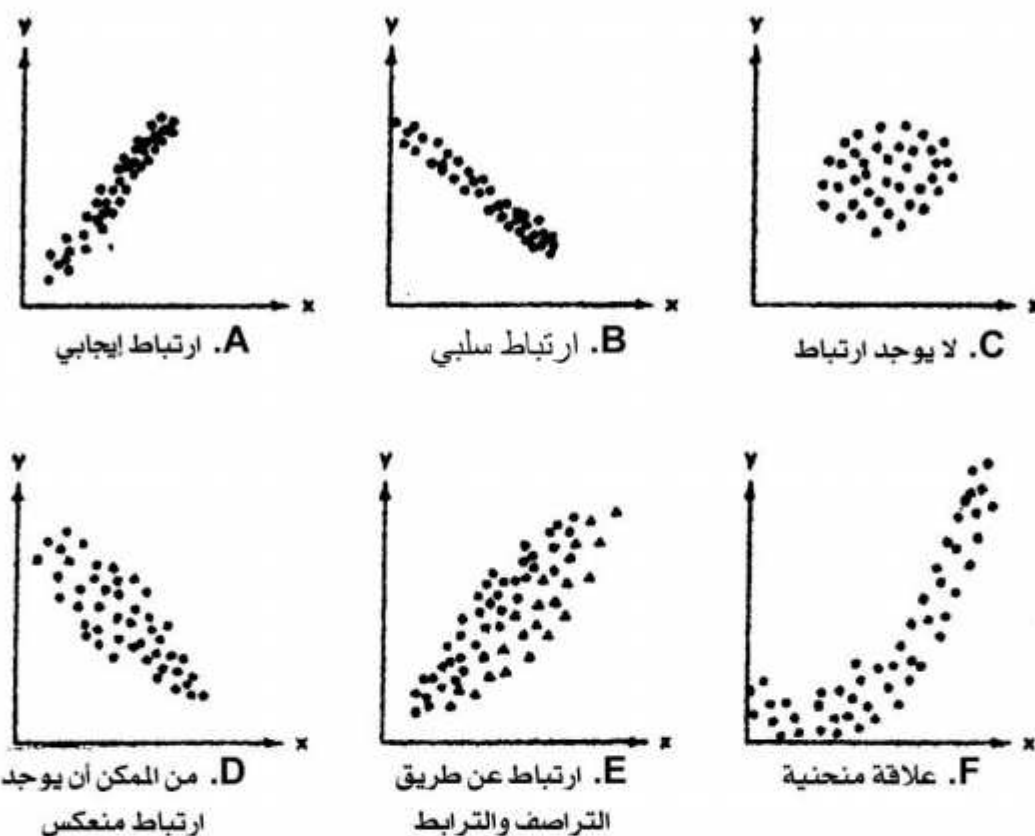 Y
Y
Y
x
x
x
A. ارتباط إيجابي
B. ارتباط سلبي
C. لا يوجد ارتباط
Y
Y
Y
x
x
x
D. من الممكن أن يوجد
ارتباط منعكس
E. ارتباط عن طريق
التراصف والترابط
F. علاقة منحنية